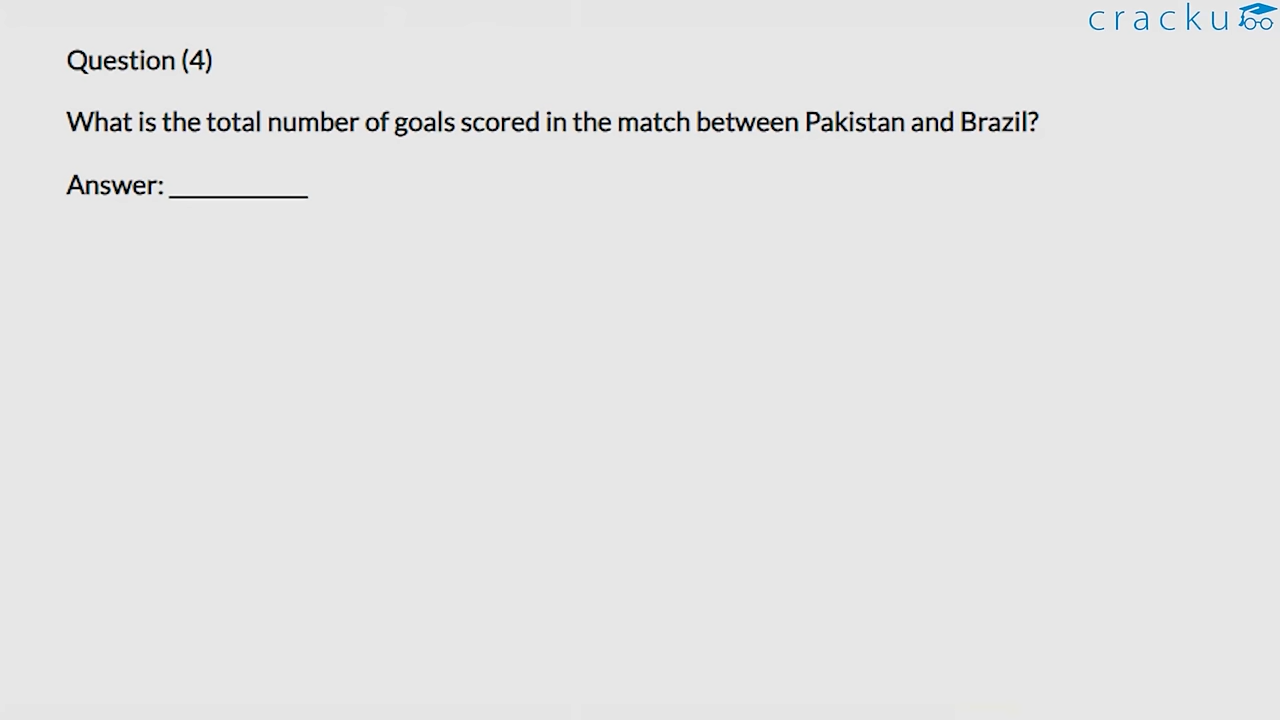 cracku
Question (4)
What is the total number of goals scored in the match between Pakistan and Brazil?
Answer: __________